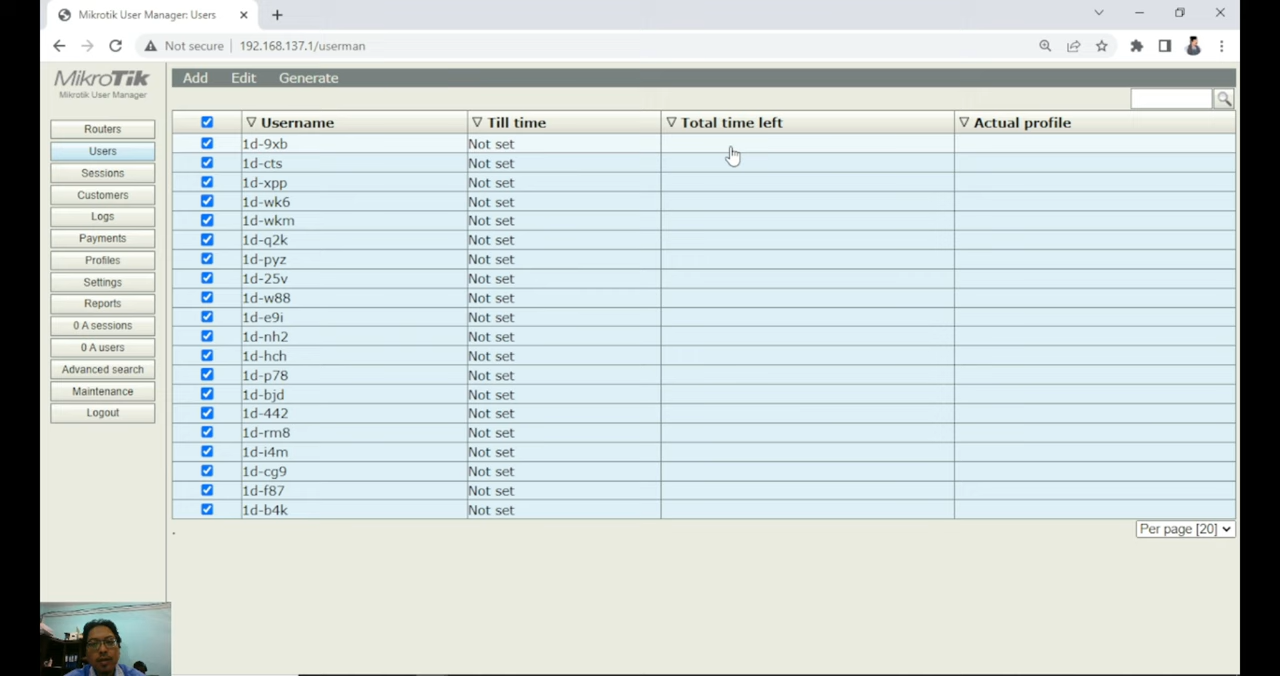 Mikrotik User Manager: Users
Not secure 192.168.137.1/userman
MikroTik
Mikrotik User Manager
Routers
Users
Sessions
Customers
Logs
Payments
Profiles
Settings
Reports
0 A sessions
0 A users
Advanced search
Maintenance
Logout
Add Edit Generate
Username Till time Total time left Actual profile
1d-9xb Not set
1d-cts Not set
1d-xpp Not set
1d-wk6 Not set
1d-wkm Not set
1d-q2k Not set
1d-pyz Not set
1d-25v Not set
1d-w88 Not set
1d-e9i Not set
1d-nh2 Not set
1d-hch Not set
1d-p78 Not set
1d-bjd Not set
1d-442 Not set
1d-rm8 Not set
1d-i4m Not set
1d-cg9 Not set
1d-f87 Not set
1d-b4k Not set
Per page [20]